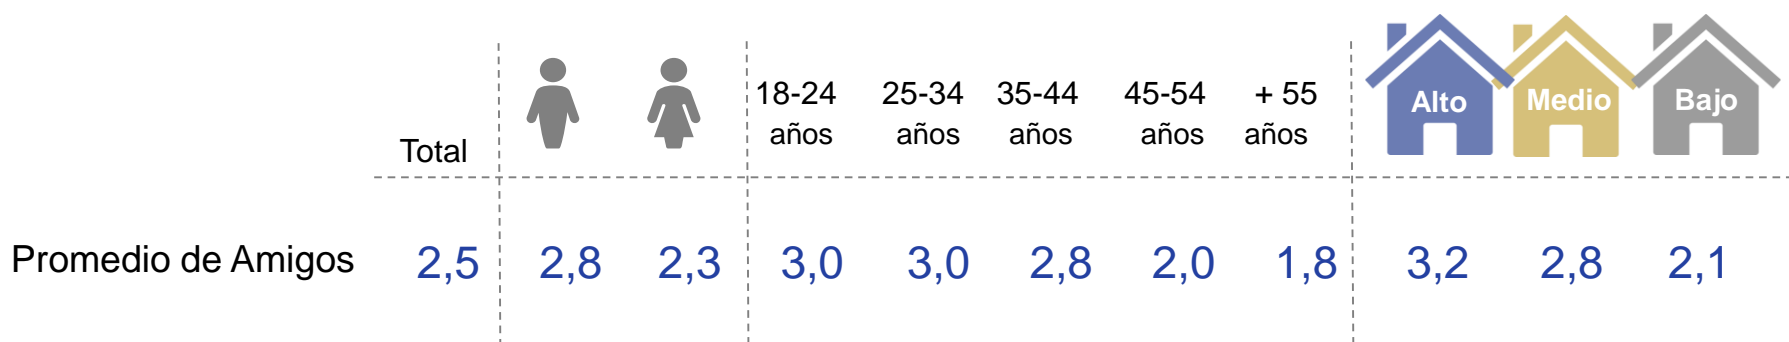 Total
18-24 años
25-34 años
35-44 años
45-54 años
+ 55 años
Alto
Medio
Bajo
Promedio de Amigos 2,5 2,8 2,3 3,0 3,0 2,8 2,0 1,8 3,2 2,8 2,1